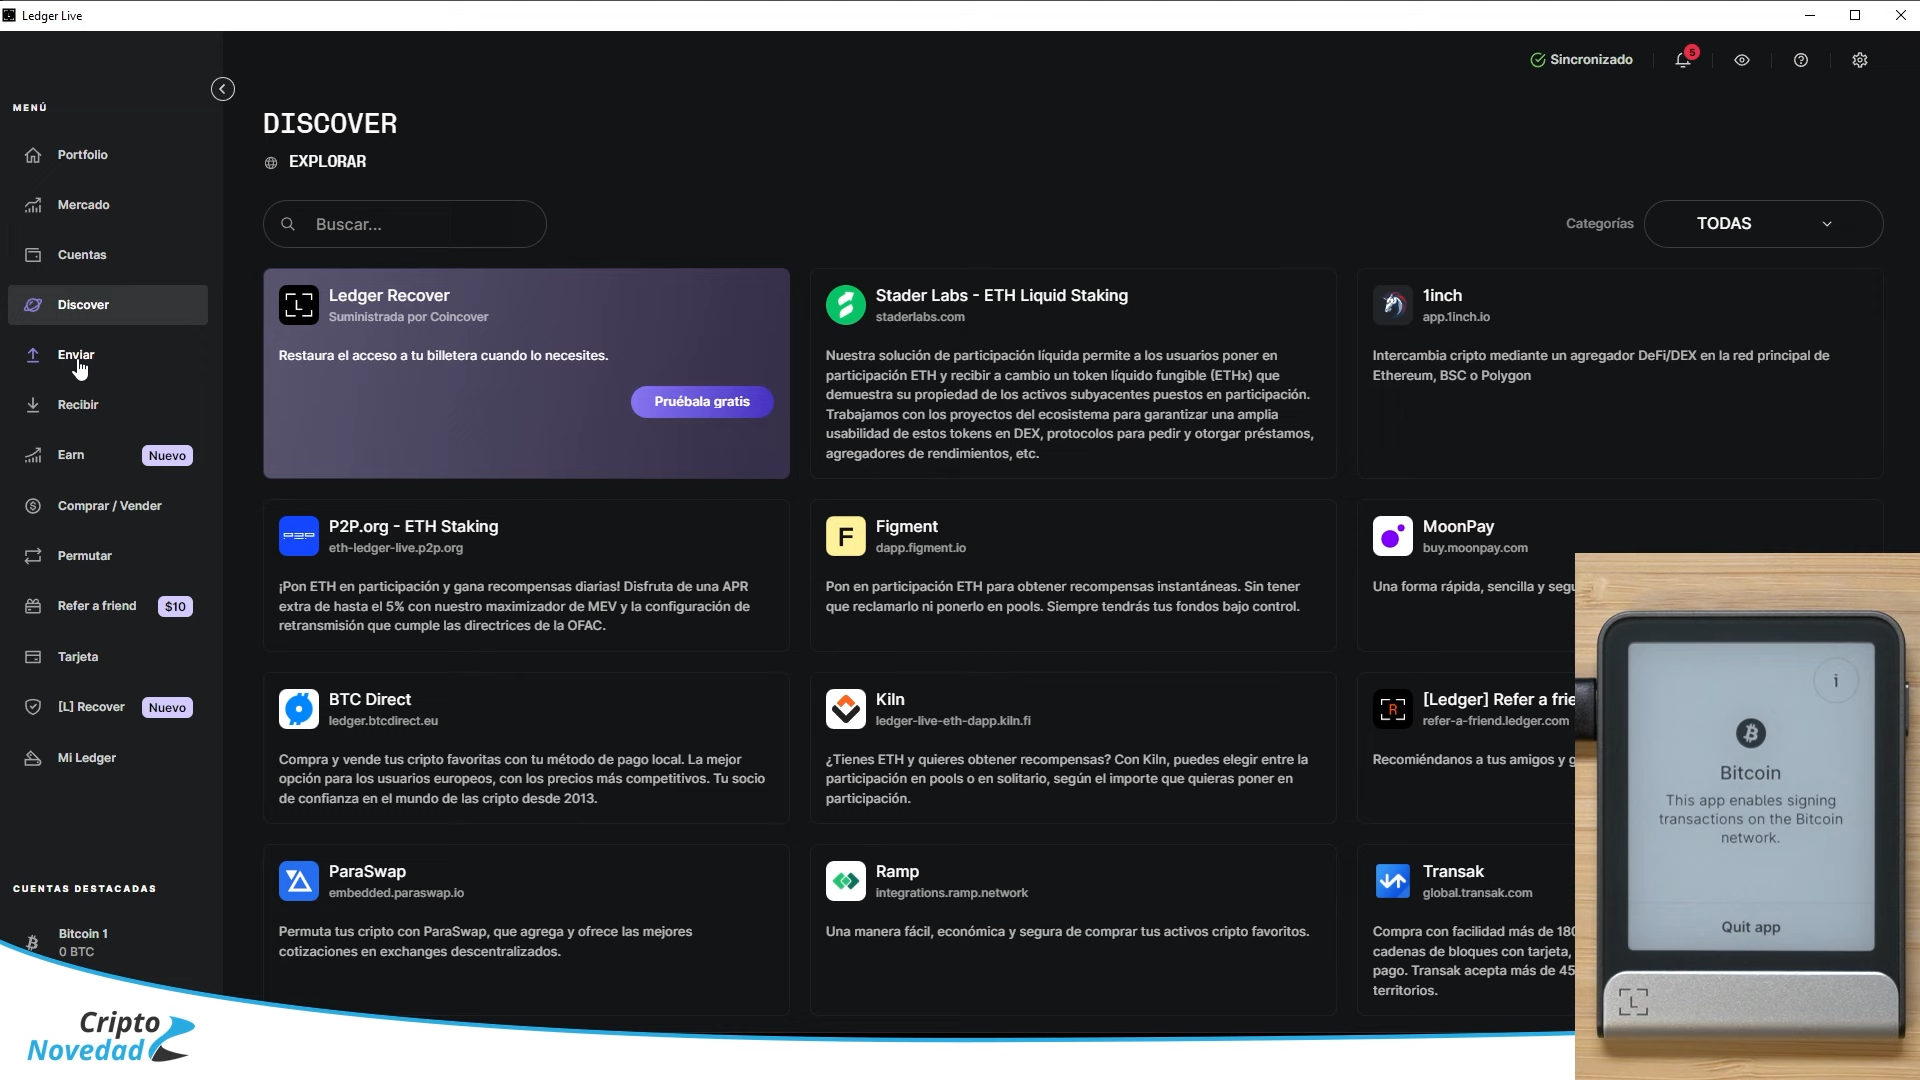 Ledger Live
Sincronizado
5
MENÚ
Portfolio
Mercado
Cuentas
Discover
Enviar
Recibir
Earn
Nuevo
Comprar / Vender
Permutar
Refer a friend
$10
Tarjeta
[L] Recover
Nuevo
Mi Ledger
CUENTAS DESTACADAS
Bitcoin 1
0 BTC
DISCOVER
EXPLORAR
Buscar...
Categorías
TODAS
Ledger Recover
Suministrada por Coincover
Restaura el acceso a tu billetera cuando lo necesites.
Pruébala gratis
Stader Labs - ETH Liquid Staking
staderlabs.com
Nuestra solución de participación líquida permite a los usuarios poner en
participación ETH y recibir a cambio un token líquido fungible (ETHx) que
demuestra su propiedad de los activos subyacentes puestos en participación.
Trabajamos con los proyectos del ecosistema para garantizar una amplia
usabilidad de estos tokens en DEX, protocolos para pedir y otorgar préstamos,
agregadores de rendimientos, etc.
1inch
app.1inch.io
Intercambia cripto mediante un agregador DeFi/DEX en la red principal de
Ethereum, BSC o Polygon
P2P
P2P.org - ETH Staking
eth-ledger-live.p2p.org
¡Pon ETH en participación y gana recompensas diarias! Disfruta de una APR
extra de hasta el 5% con nuestro maximizador de MEV y la configuración de
retransmisión que cumple las directrices de la OFAC.
F
Figment
dapp.figment.io
Pon en participación ETH para obtener recompensas instantáneas. Sin tener
que reclamarlo ni ponerlo en pools. Siempre tendrás tus fondos bajo control.
MoonPay
buy.moonpay.com
Una forma rápida, sencilla y segu
BTC Direct
ledger.btcdirect.eu
Compra y vende tus cripto favoritas con tu método de pago local. La mejor
opción para los usuarios europeos, con los precios más competitivos. Tu socio
de confianza en el mundo de las cripto desde 2013.
Kiln
ledger-live-eth-dapp.kiln.fi
¿Tienes ETH y quieres obtener recompensas? Con Kiln, puedes elegir entre la
participación en pools o en solitario, según el importe que quieras poner en
participación.
R
[Ledger] Refer a frie
refer-a-friend.ledger.com
Recomiéndanos a tus amigos y g
ParaSwap
embedded.paraswap.io
Permuta tus cripto con ParaSwap, que agrega y ofrece las mejores
cotizaciones en exchanges descentralizados.
Ramp
integrations.ramp.network
Una manera fácil, económica y segura de comprar tus activos cripto favoritos.
Transak
global.transak.com
Compra con facilidad más de 180
cadenas de bloques con tarjeta,
pago. Transak acepta más de 45
territorios.
i
Bitcoin
This app enables signing
transactions on the Bitcoin
network.
Quit app
Cripto
Novedad